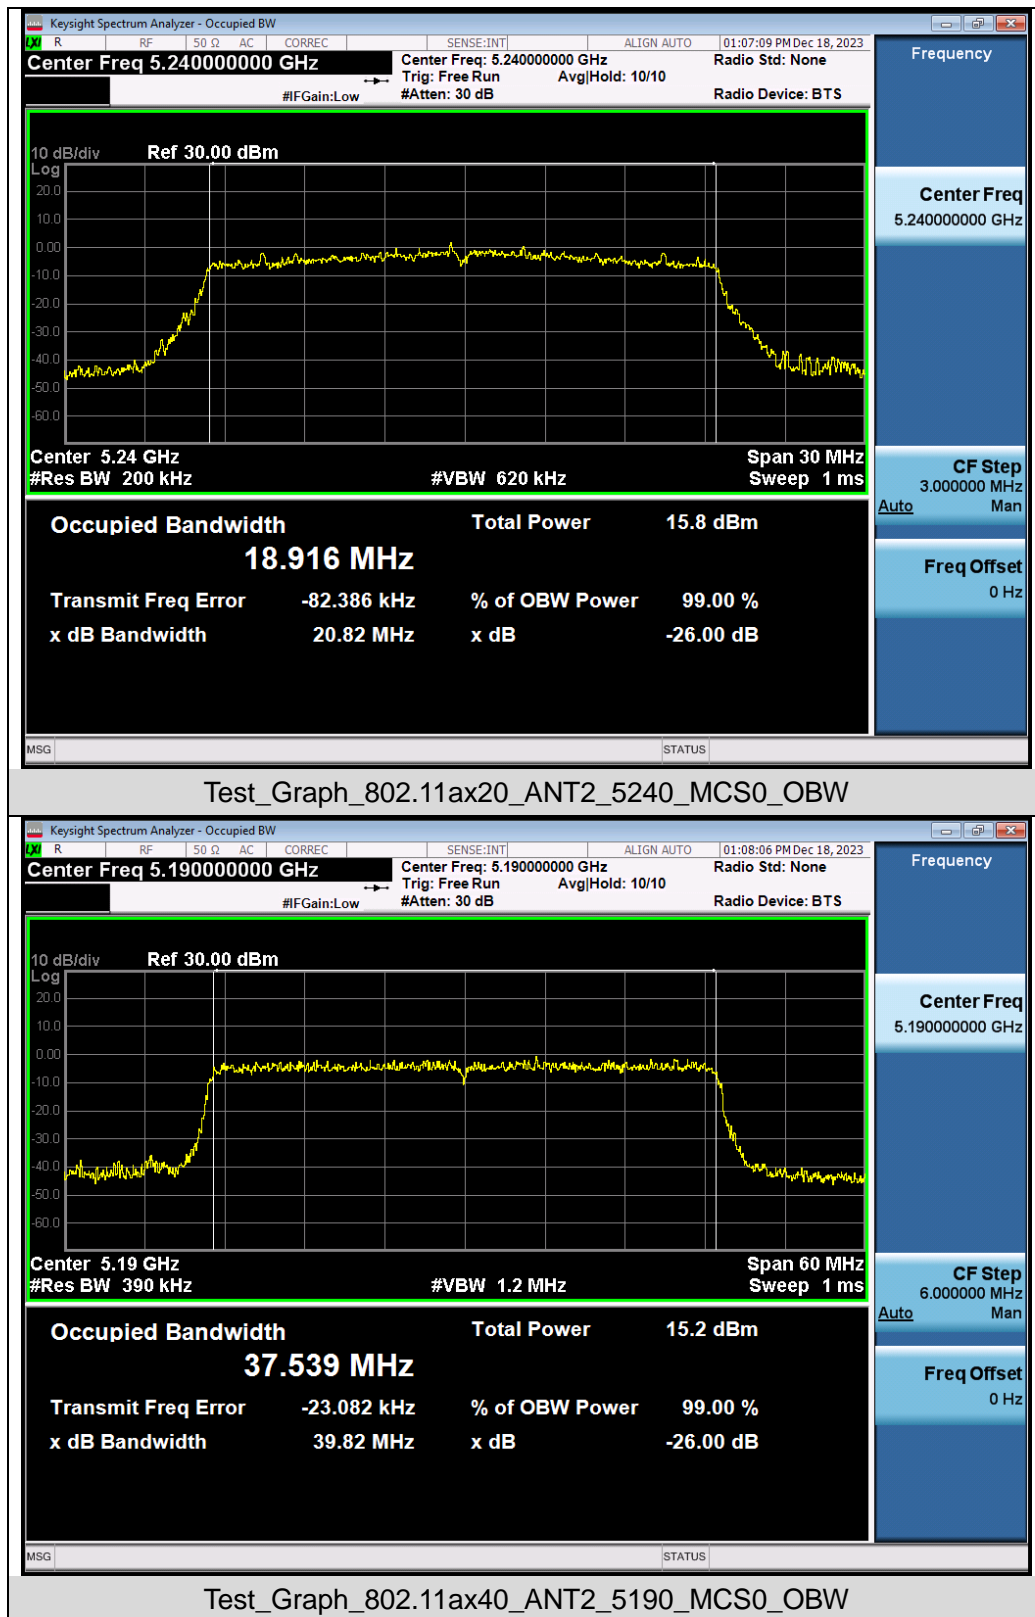 Keysight Spectrum Analyzer - Occupied BW
LXI R RF 50 Ω AC CORREC SENSE:INT ALIGN AUTO 01:07:09 PM Dec 18, 2023
Center Freq 5.240000000 GHz Center Freq: 5.240000000 GHz Radio Std: None
Trig: Free Run Avg|Hold: 10/10
#IFGain:Low #Atten: 30 dB Radio Device: BTS
10 dB/div Ref 30.00 dBm
Log
20.0
10.0
0.00
-10.0
-20.0
-30.0
-40.0
-50.0
-60.0
Center 5.24 GHz Span 30 MHz
#Res BW 200 kHz #VBW 620 kHz Sweep 1 ms
Occupied Bandwidth Total Power 15.8 dBm
18.916 MHz
Transmit Freq Error -82.386 kHz % of OBW Power 99.00 %
x dB Bandwidth 20.82 MHz x dB -26.00 dB
MSG STATUS
Frequency
Center Freq
5.240000000 GHz
CF Step
3.000000 MHz
Auto Man
Freq Offset
0 Hz
Test_Graph_802.11ax20_ANT2_5240_MCS0_OBW
Keysight Spectrum Analyzer - Occupied BW
LXI R RF 50 Ω AC CORREC SENSE:INT ALIGN AUTO 01:08:06 PM Dec 18, 2023
Center Freq 5.190000000 GHz Center Freq: 5.190000000 GHz Radio Std: None
Trig: Free Run Avg|Hold: 10/10
#IFGain:Low #Atten: 30 dB Radio Device: BTS
10 dB/div Ref 30.00 dBm
Log
20.0
10.0
0.00
-10.0
-20.0
-30.0
-40.0
-50.0
-60.0
Center 5.19 GHz Span 60 MHz
#Res BW 390 kHz #VBW 1.2 MHz Sweep 1 ms
Occupied Bandwidth Total Power 15.2 dBm
37.539 MHz
Transmit Freq Error -23.082 kHz % of OBW Power 99.00 %
x dB Bandwidth 39.82 MHz x dB -26.00 dB
MSG STATUS
Frequency
Center Freq
5.190000000 GHz
CF Step
6.000000 MHz
Auto Man
Freq Offset
0 Hz
Test_Graph_802.11ax40_ANT2_5190_MCS0_OBW